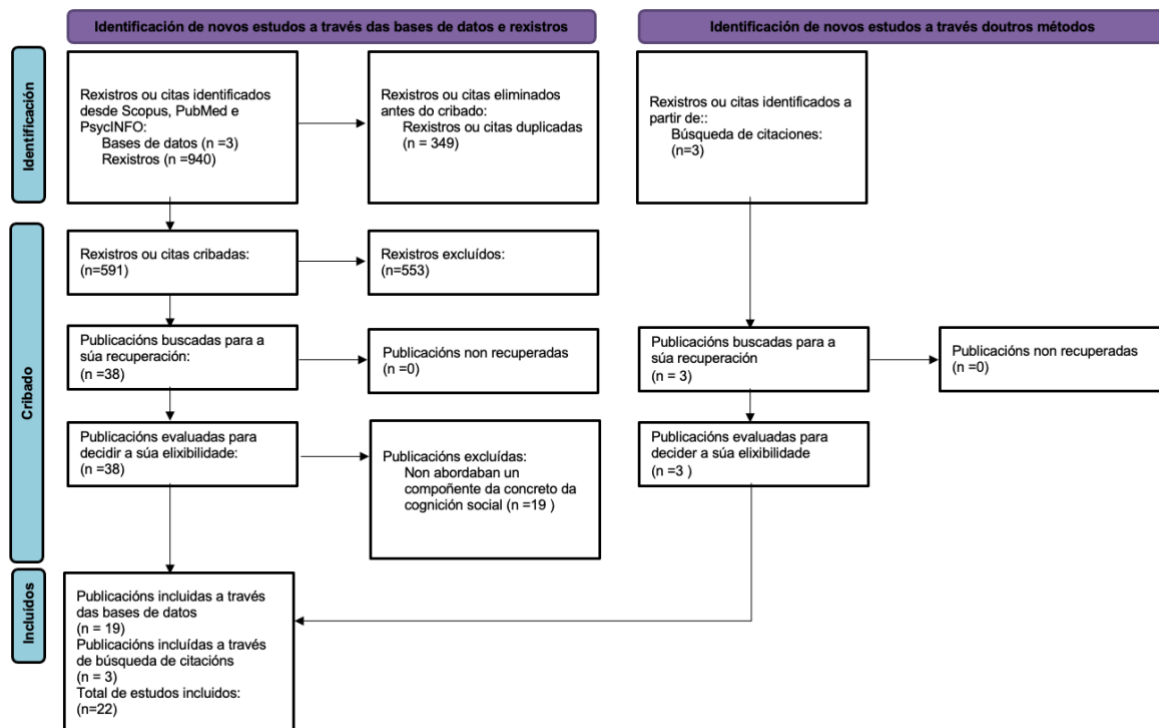 Identificación de novos estudos a través das bases de datos e rexistros
Identificación de novos estudos a través doutros métodos
Identificación
Rexistros ou citas identificados
desde Scopus, PubMed e
PsycINFO:
Bases de datos (n =3)
Rexistros (n =940)
Rexistros ou citas eliminados
antes do cribado:
Rexistros ou citas duplicadas
(n = 349)
Rexistros ou citas identificados a
partir de::
Búsqueda de citaciones:
(n=3)
Cribado
Rexistros ou citas cribadas:
(n=591)
Rexistros excluídos:
(n=553)
Publicacións buscadas para a
súa recuperación:
(n =38)
Publicacións non recuperadas
(n =0)
Publicacións buscadas para a
súa recuperación
(n = 3)
Publicacións non recuperadas
(n =0)
Publicacións evaluadas para
decidir a súa elixibilidade:
(n =38)
Publicacións excluídas:
Non abordaban un
compoñente da concreto da
cognición social (n =19 )
Publicacións evaluadas para
decider a súa elixibilidade
(n =3 )
Incluídos
Publicacións incluidas a través
das bases de datos
(n = 19)
Publicacións incluídas a través
de búsqueda de citacións
(n = 3)
Total de estudos incluidos:
(n=22)